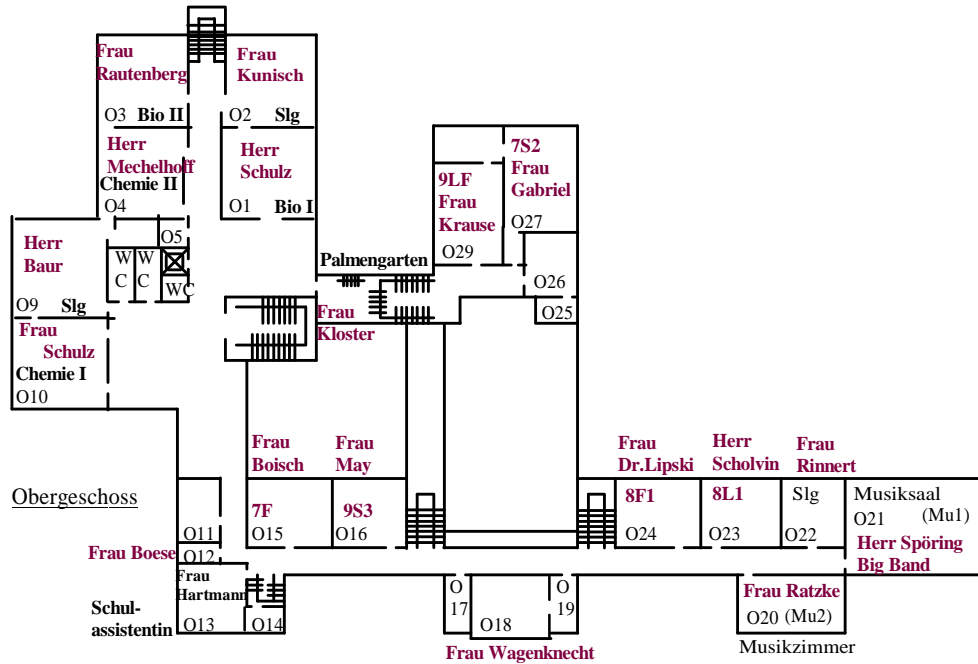 Frau
Rautenberg
O3 Bio II
Frau
Kunisch
O2 Slg
Herr
Mechelhoff
Chemie II
O4
Herr
Schulz
O1 Bio I
O5
W
C
W
C
WC
Herr
Baur
O9 Slg
Frau
Schulz
Chemie I
O10
Palmengarten
Frau
Kloster
9LF
Frau
Krause
O29
7S2
Frau
Gabriel
O27
O26
O25
Obergeschoss
Frau
Boisch
7F
O15
Frau
May
9S3
O16
Frau
Dr.Lipski
8F1
O24
Herr
Scholvin
8L1
O23
Frau
Rinnert
Slg
O22
Musiksaal
O21 (Mu1)
Herr Spöring
Big Band
O11
Frau Boese
O12
Frau
Hartmann
Schul-
assistentin
O13
O14
O
17
O18
O
19
Frau Wagenknecht
Frau Ratzke
O20 (Mu2)
Musikzimmer